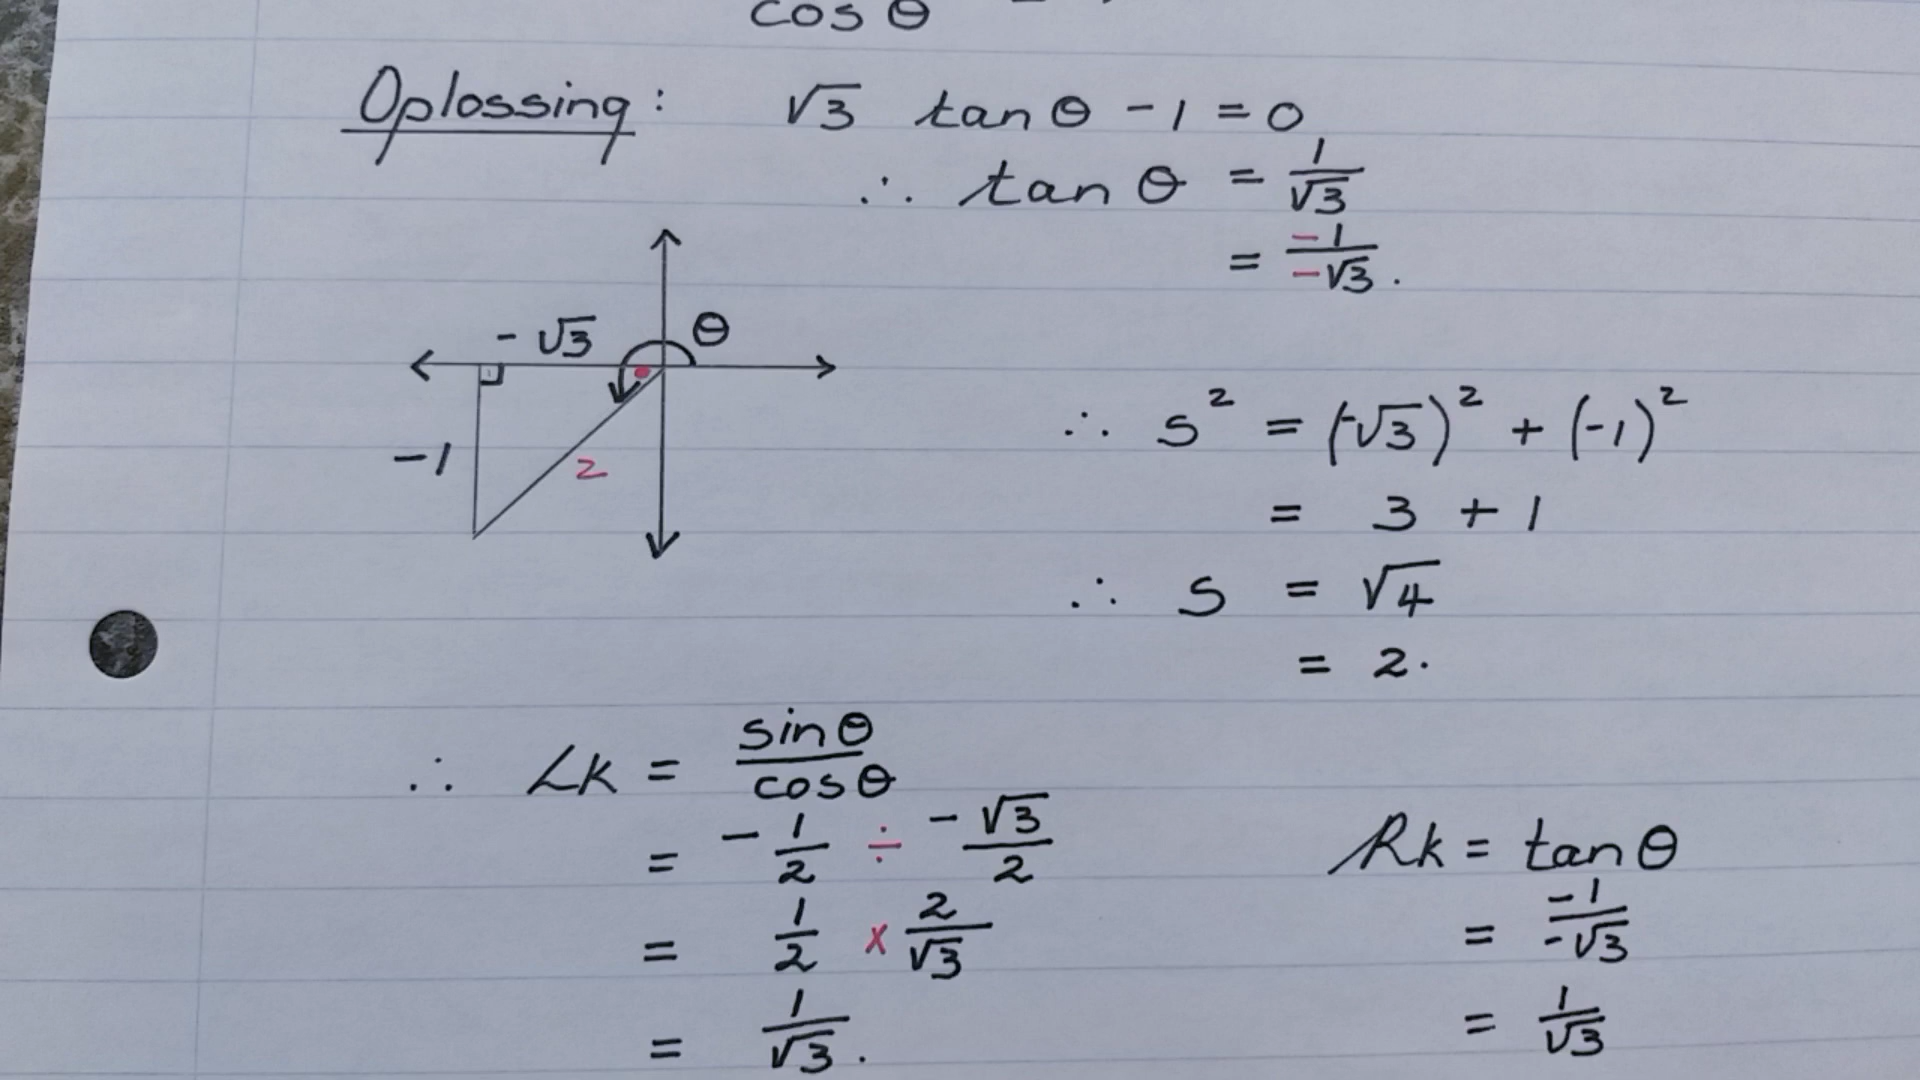 cos θ
Oplossing: √3 tan θ - 1 = 0
∴ tan θ = 1/√3
= -1/-√3.
-√3 θ
-1
2
∴ s² = (-√3)² + (-1)²
= 3 + 1
∴ s = √4
= 2.
∴ LK = sin θ/cos θ
= -1/2 ÷ -√3/2
= 1/2 × 2/√3
= 1/√3.
RK = tan θ
= -1/-√3
= 1/√3